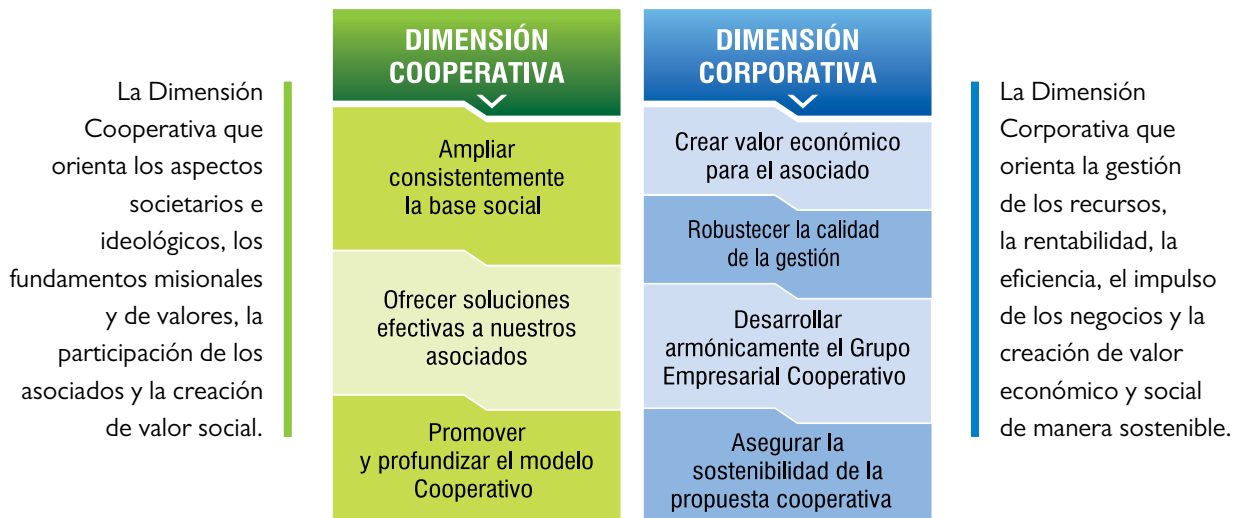 La Dimensión
Cooperativa que
orienta los aspectos
societarios e
ideológicos, los
fundamentos misionales
y de valores, la
participación de los
asociados y la creación
de valor social.
DIMENSIÓN
COOPERATIVA
Ampliar
consistentemente
la base social
Ofrecer soluciones
efectivas a nuestros
asociados
Promover
y profundizar el modelo
Cooperativo
DIMENSIÓN
CORPORATIVA
Crear valor económico
para el asociado
Robustecer la calidad
de la gestión
Desarrollar
armónicamente el Grupo
Empresarial Cooperativo
Asegurar la
sostenibilidad de la
propuesta cooperativa
La Dimensión
Corporativa que
orienta la gestión
de los recursos,
la rentabilidad, la
eficiencia, el impulso
de los negocios y la
creación de valor
económico y social
de manera sostenible.